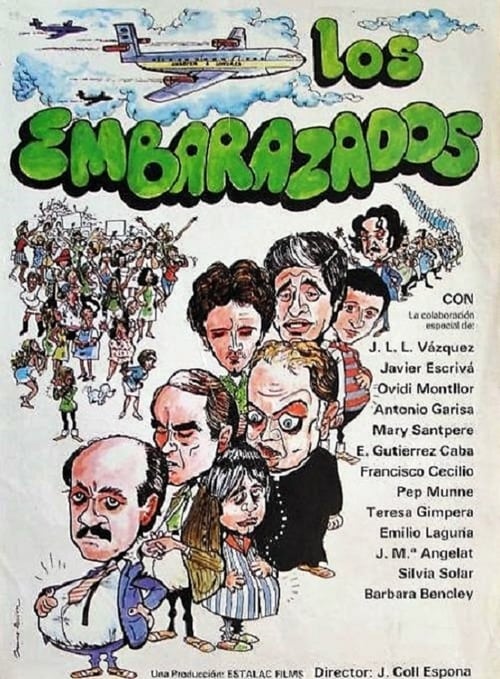 los
EMBARAZADOS
CON
La colaboración
especial de:
J. L. L. Vázquez
Javier Escrivá
Ovidi Montllor
Antonio Garisa
Mary Santpere
E. Gutierrez Caba
Francisco Cecilio
Pep Munne
Teresa Gimpera
Emilio Laguna
J. M.ª Angelat
Silvia Solar
Barbara Bencley
Una Producción: ESTALAC FILMS Director: J. Coll Espona